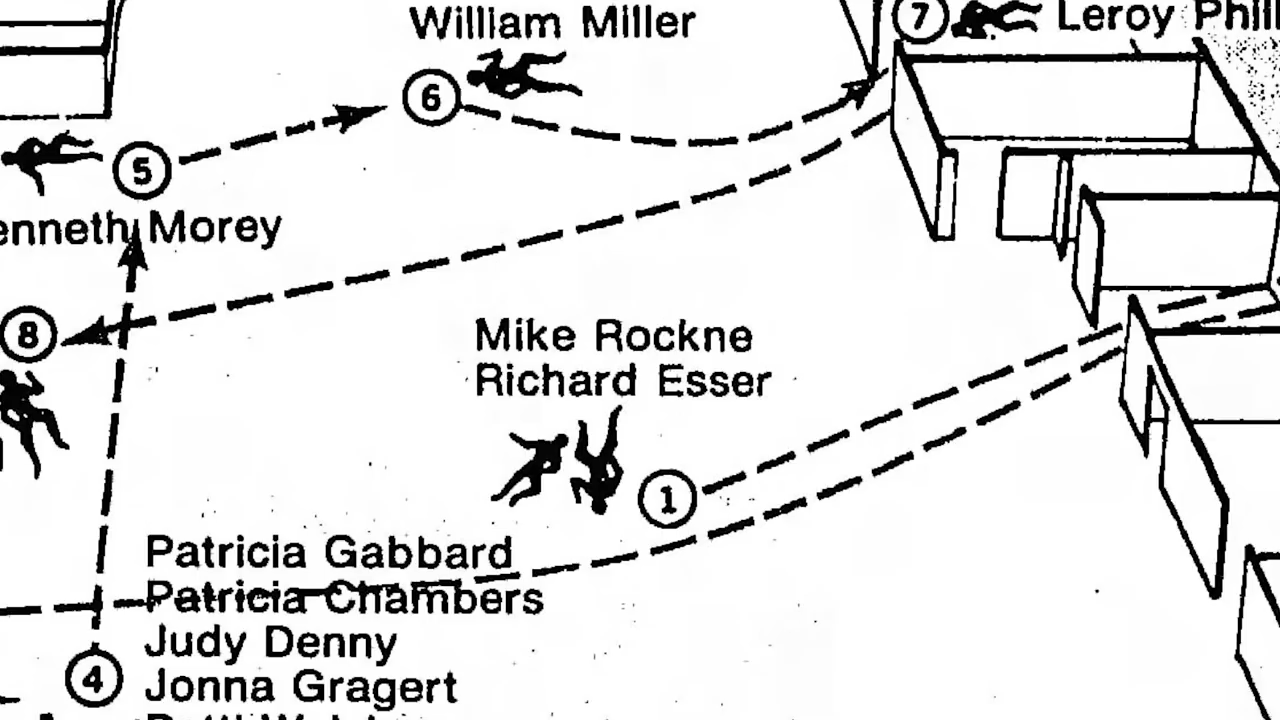 William Miller
7 Leroy
6
5
Morey
8
Mike Rockne
Richard Esser
1
Patricia Gabbard
Patricia Chambers
Judy Denny
4 Jonna Gragert